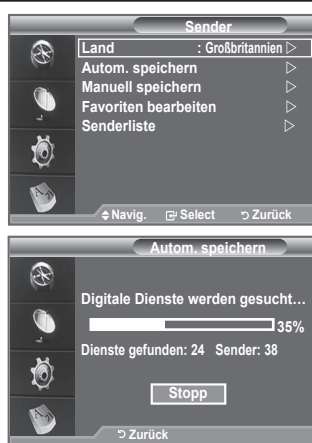 Sender
Land : Großbritannien
Autom. speichern
Manuell speichern
Favoriten bearbeiten
Senderliste
Navig. Select Zurück
Autom. speichern
Digitale Dienste werden gesucht…
35%
Dienste gefunden: 24 Sender: 38
Stopp
Zurück